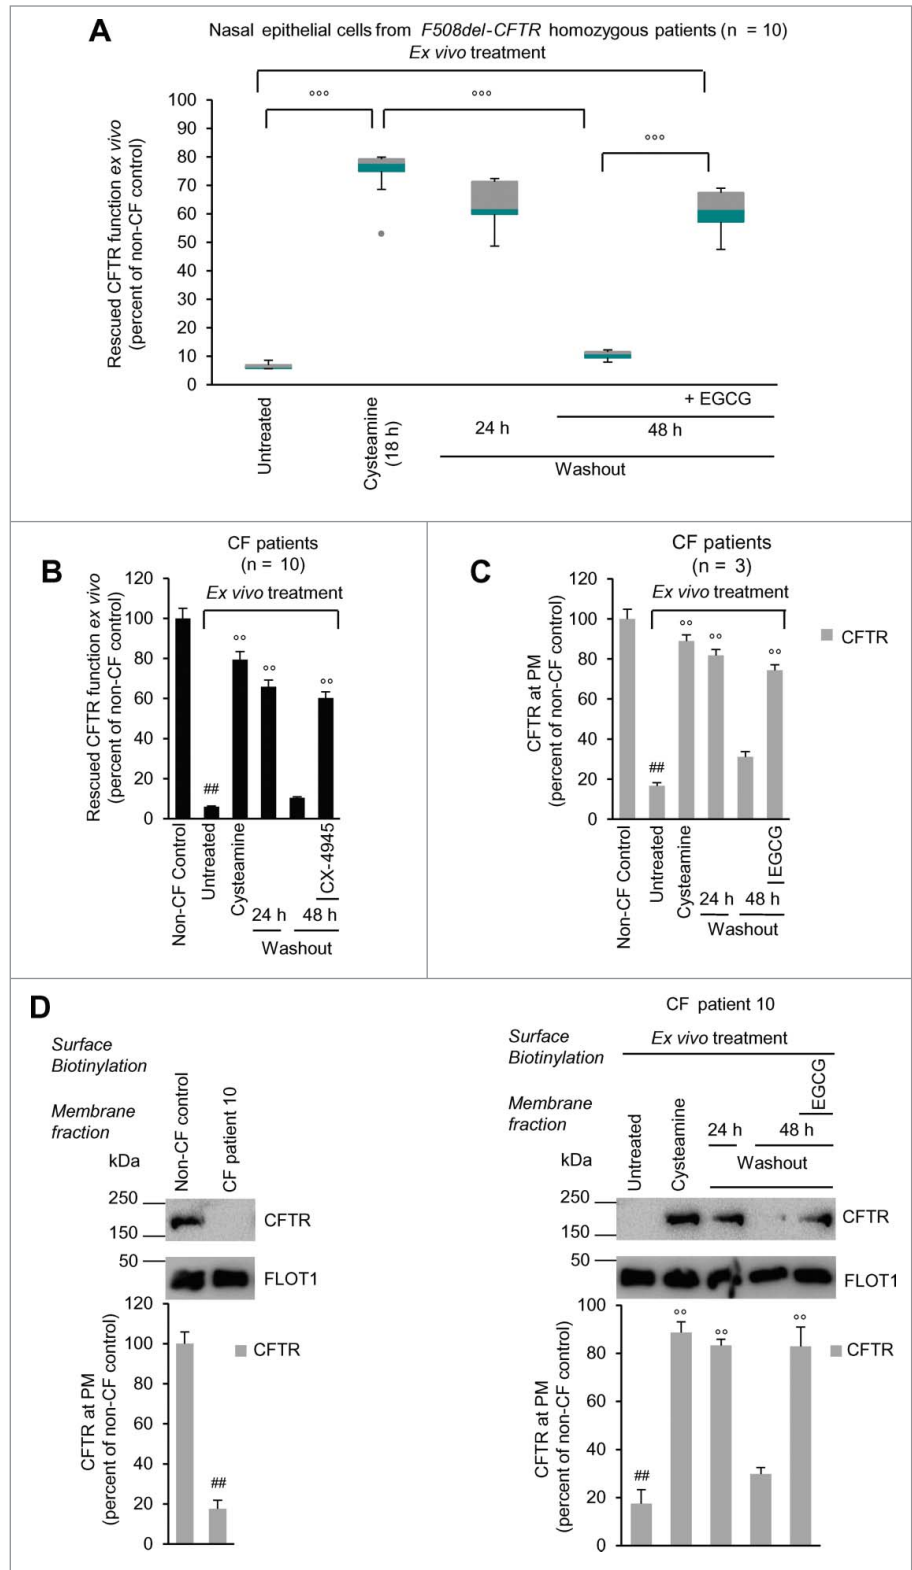 A
Nasal epithelial cells from F508del-CFTR homozygous patients (n = 10)
Ex vivo treatment
°°°
°°°
°°°
Rescued CFTR function ex vivo
(percent of non-CF control)
100
90
80
70
60
50
40
30
20
10
0
Untreated
Cysteamine
(18 h)
24 h
+ EGCG
48 h
Washout
B
CF patients
(n = 10)
Ex vivo treatment
Rescued CFTR function ex vivo
(percent of non-CF control)
120
100
80
60
40
20
0
##
°°
°°
°°
Non-CF Control
Untreated
Cysteamine
CX-4945
24 h
48 h
Washout
C
CF patients
(n = 3)
Ex vivo treatment
CFTR at PM
(percent of non-CF control)
120
100
80
60
40
20
0
##
°°
°°
°°
CFTR
Non-CF Control
Untreated
Cysteamine
EGCG
24 h
48 h
Washout
D
Surface
Biotinylation
Membrane
fraction
kDa
Non-CF control
CF patient 10
250
150
CFTR
50
FLOT1
CFTR at PM
(percent of non-CF control)
120
100
80
60
40
20
0
##
CFTR
CF patient 10
Surface
Biotinylation
Ex vivo treatment
Membrane
fraction
kDa
Untreated
Cysteamine
EGCG
24 h
48 h
Washout
250
150
CFTR
50
FLOT1
CFTR at PM
(percent of non-CF control)
100
80
60
40
20
0
##
°°
°°
°°
CFTR